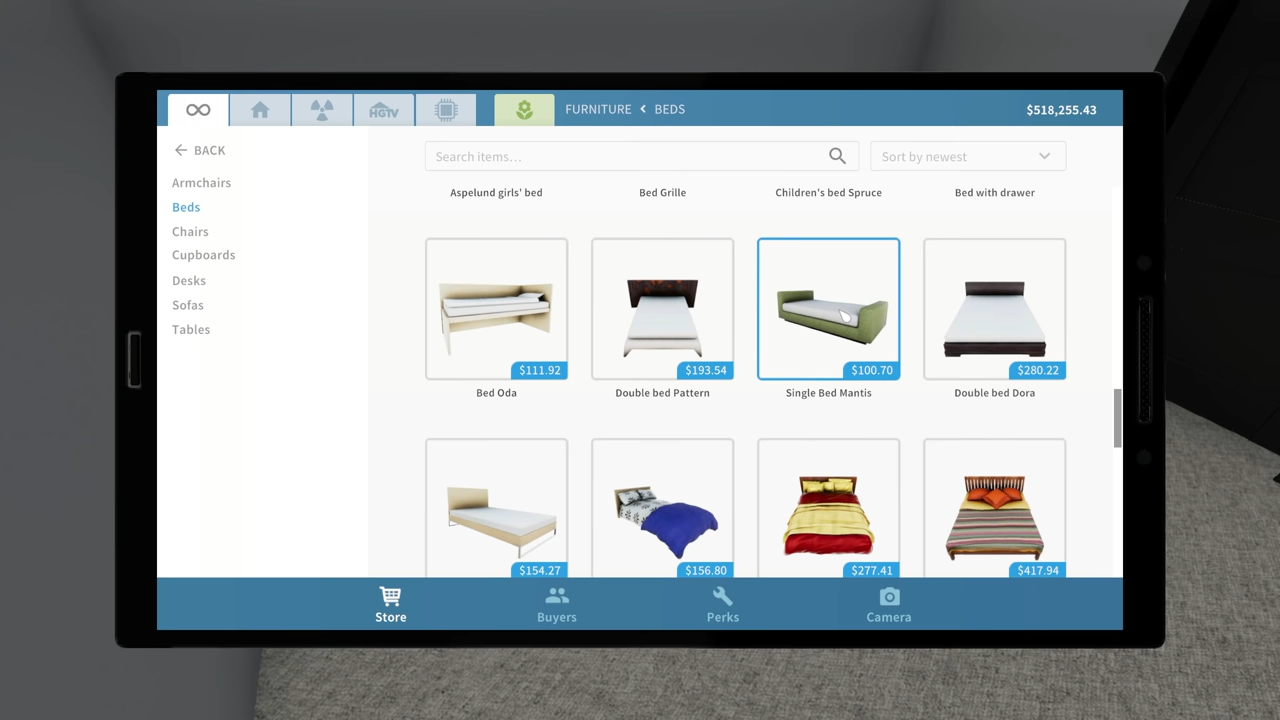 HGTV
FURNITURE < BEDS
$518,255.43
BACK
Search items...
Sort by newest
Armchairs
Beds
Chairs
Cupboards
Desks
Sofas
Tables
Aspelund girls' bed
Bed Grille
Children's bed Spruce
Bed with drawer
$111.92
$193.54
$100.70
$280.22
Bed Oda
Double bed Pattern
Single Bed Mantis
Double bed Dora
$154.27
$156.80
$277.41
$417.94
Store
Buyers
Perks
Camera